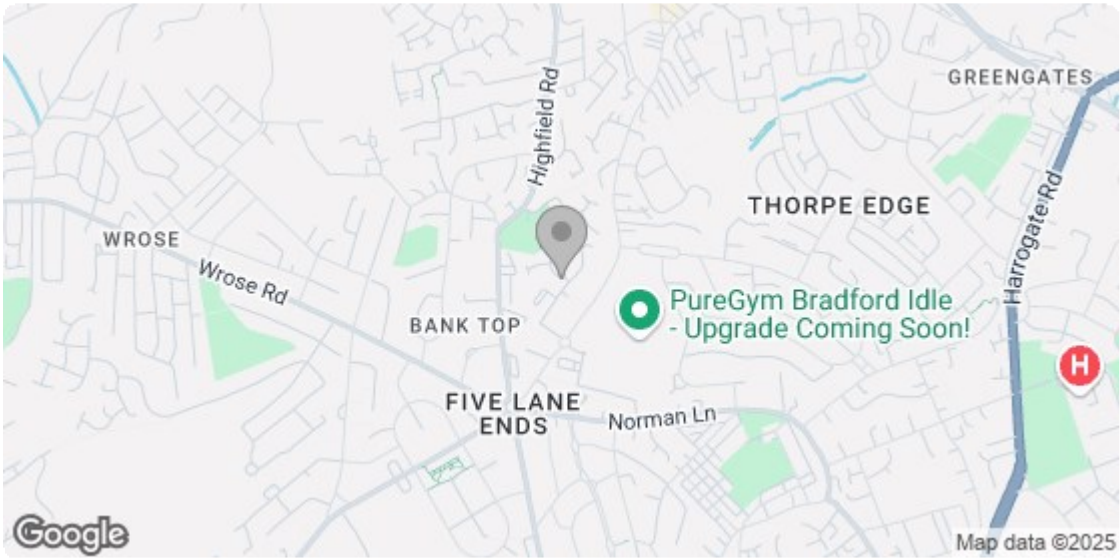 GREENGATES
Highfield Rd
THORPE EDGE
Harrogate Rd
WROSE
Wrose Rd
PureGym Bradford Idle
- Upgrade Coming Soon!
BANK TOP
H
FIVE LANE
ENDS
Norman Ln
Google
Map data ©2025